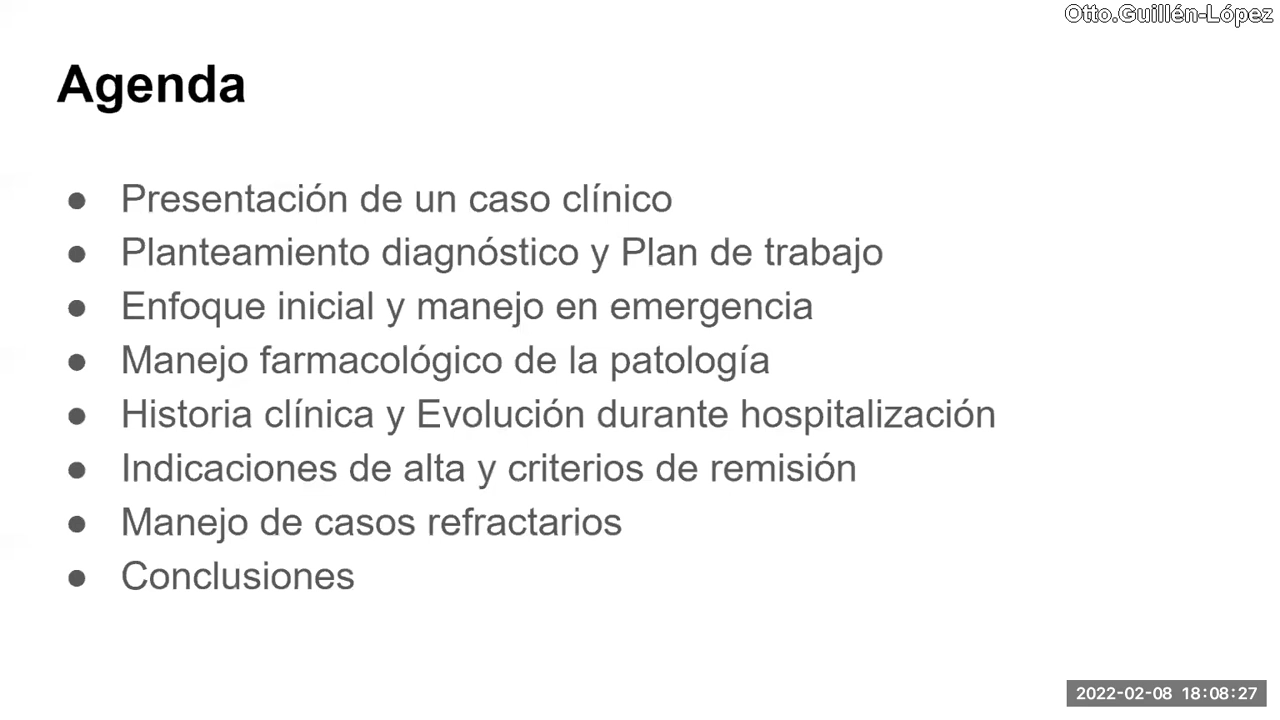 Otto.Guillén-López
Agenda
● Presentación de un caso clínico
● Planteamiento diagnóstico y Plan de trabajo
● Enfoque inicial y manejo en emergencia
● Manejo farmacológico de la patología
● Historia clínica y Evolución durante hospitalización
● Indicaciones de alta y criterios de remisión
● Manejo de casos refractarios
● Conclusiones
2022-02-08 18:08:27